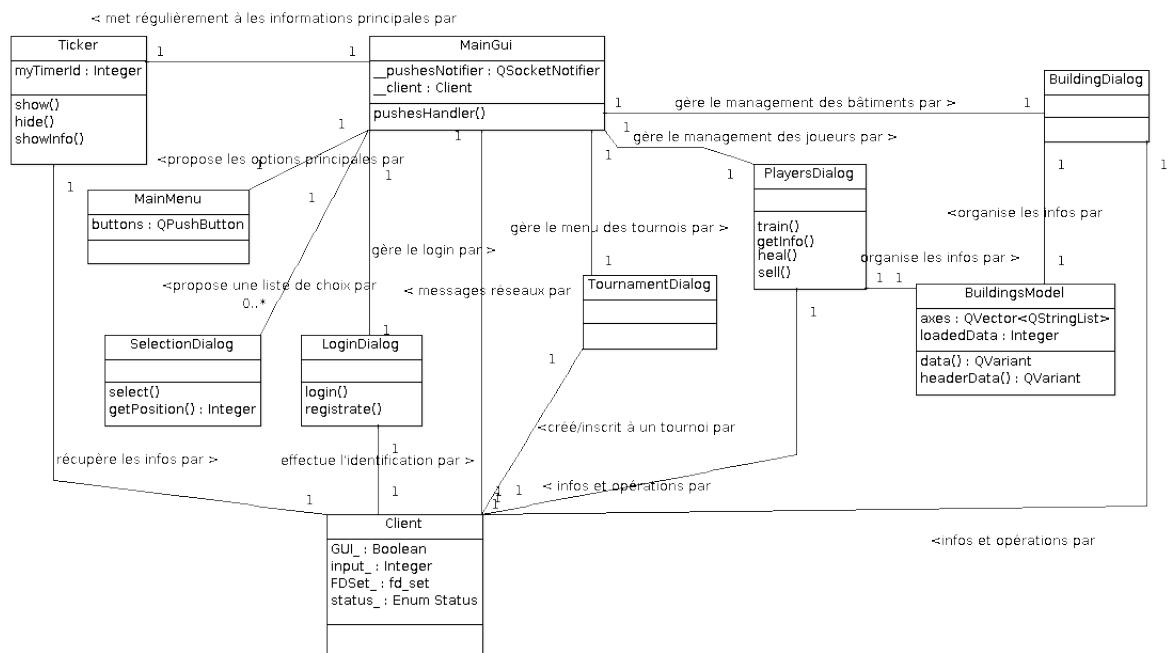 < met régulièrement à les informations principales par
Ticker
myTimerId : Integer
show()
hide()
showInfo()
1
1
MainGui
__pushesNotifier : QSocketNotifier
__client : Client
pushesHandler()
BuildingDialog
1
gère le management des bâtiments par >
1
1
gère le management des joueurs par >
1
1
1
<propose les options principales par
1
1
1
1
1
PlayersDialog
train()
getInfo()
heal()
sell()
1
1
MainMenu
buttons : QPushButton
1
gère le menu des tournois par >
<organise les infos par
gère le login par >
organise les infos par >
1
1
1
1
<propose une liste de choix par
0..*
< messages réseaux par
TournamentDialog
BuildingsModel
axes : QVector<QStringList>
loadedData : Integer
data() : QVariant
headerData() : QVariant
1
1
SelectionDialog
select()
getPosition() : Integer
LoginDialog
login()
registrate()
1
<créé/inscrit à un tournoi par
1
récupère les infos par >
effectue l'identification par >
1
1
1
1
1
1
< infos et opérations par
Client
GUI_ : Boolean
input_ : Integer
FDSet_ : fd_set
status_ : Enum Status
<infos et opérations par